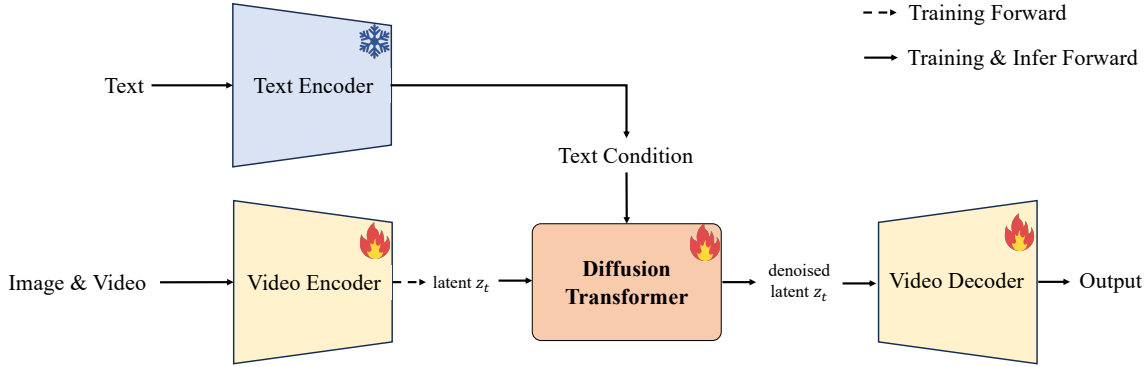 Training Forward
Training & Infer Forward
Text
Text Encoder
Text Condition
Image & Video
Video Encoder
latent z_t
Diffusion
Transformer
denoised
latent z_t
Video Decoder
Output